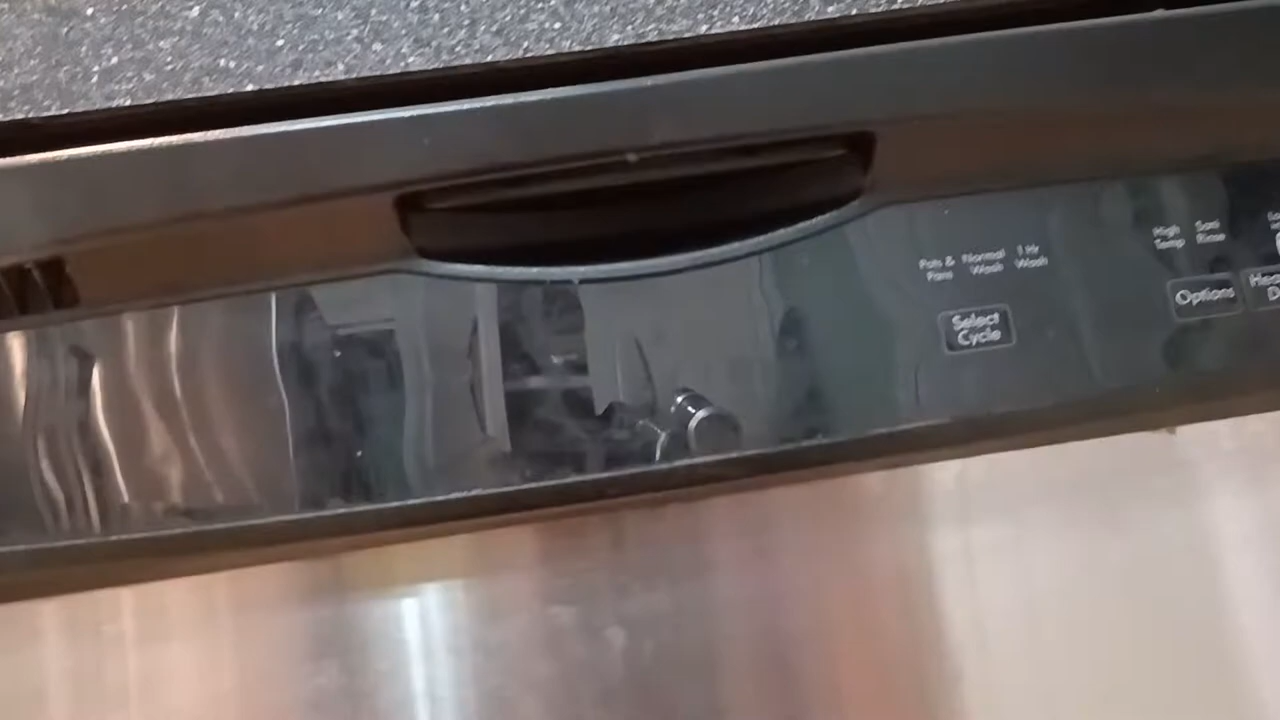 Pots &
Pans
Normal
Wash
1 Hr
Wash
High
Temp
Sani
Rinse
Select
Cycle
Options